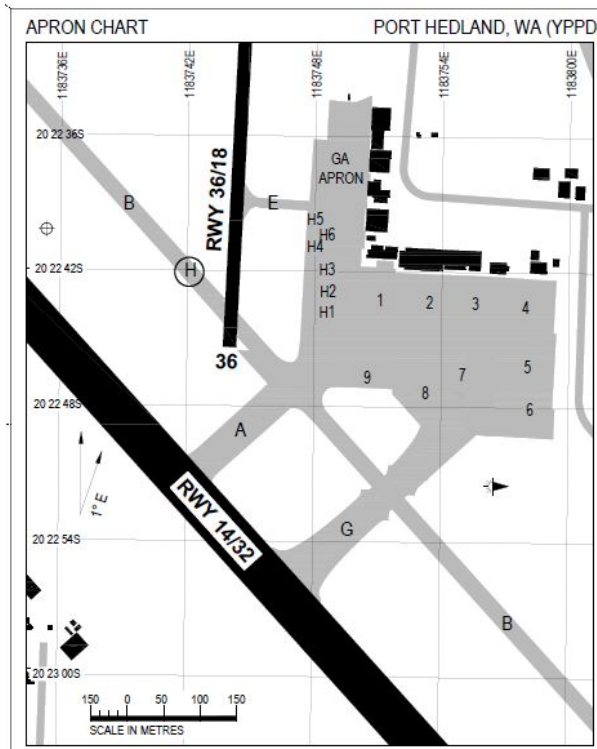 APRON CHART
PORT HEDLAND, WA (YPPD
1183736E
1183742E
1183748E
1183754E
1183800E
20 22 36S
GA
APRON
B
RWY 36/18
E
H5
H6
H4
20 22 42S
H
H3
H2
H1
1
2
3
4
36
5
9
7
8
6
20 22 48S
A
1° E
RWY 14/32
20 22 54S
G
B
20 23 00S
150 0 50 100 150
SCALE IN METRES